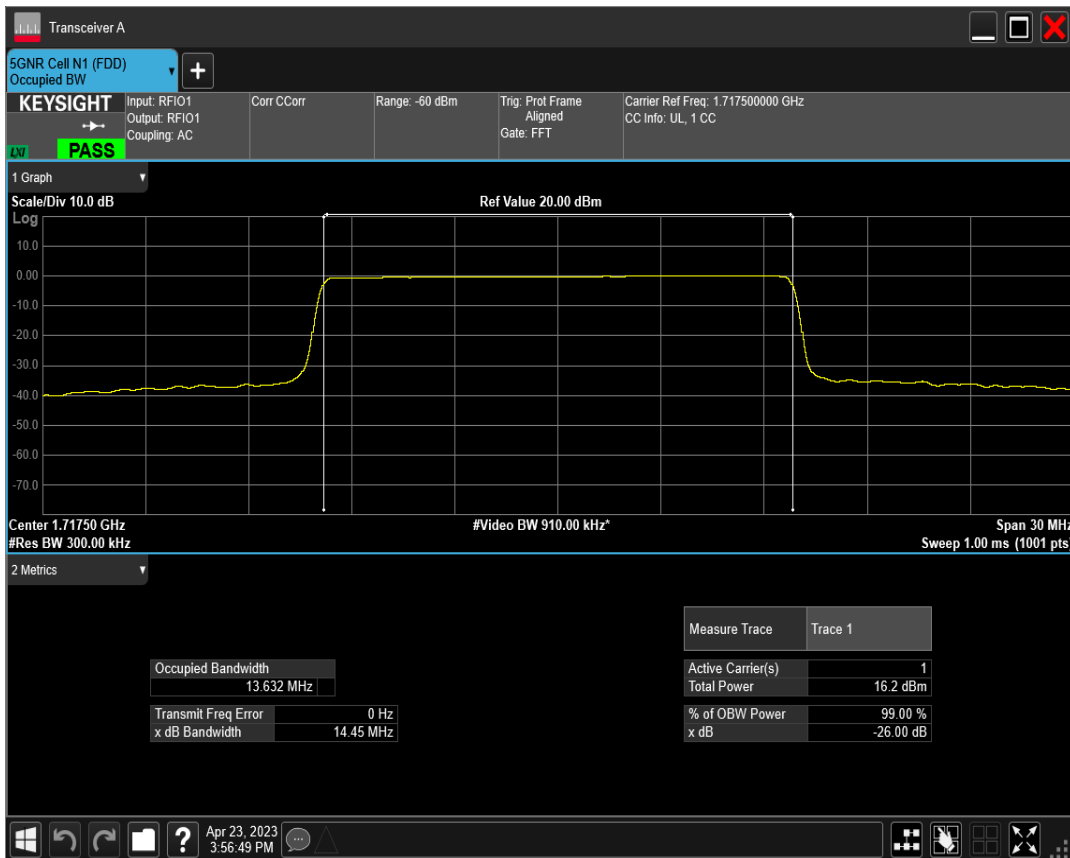 Transceiver A
5GNR Cell N1 (FDD)
Occupied BW
+
KEYSIGHT
LXI
PASS
Input: RFIO1
Output: RFIO1
Coupling: AC
Corr CCorr
Range: -60 dBm
Trig: Prot Frame
Aligned
Gate: FFT
Carrier Ref Freq: 1.717500000 GHz
CC Info: UL, 1 CC
1 Graph
Scale/Div 10.0 dB
Ref Value 20.00 dBm
Log
10.0
0.00
-10.0
-20.0
-30.0
-40.0
-50.0
-60.0
-70.0
Center 1.71750 GHz
#Video BW 910.00 kHz*
Span 30 MHz
#Res BW 300.00 kHz
Sweep 1.00 ms (1001 pts)
2 Metrics
Measure Trace Trace 1
Occupied Bandwidth
13.632 MHz
Active Carrier(s) 1
Total Power 16.2 dBm
Transmit Freq Error 0 Hz
x dB Bandwidth 14.45 MHz
% of OBW Power 99.00 %
x dB -26.00 dB
?
Apr 23, 2023
3:56:49 PM